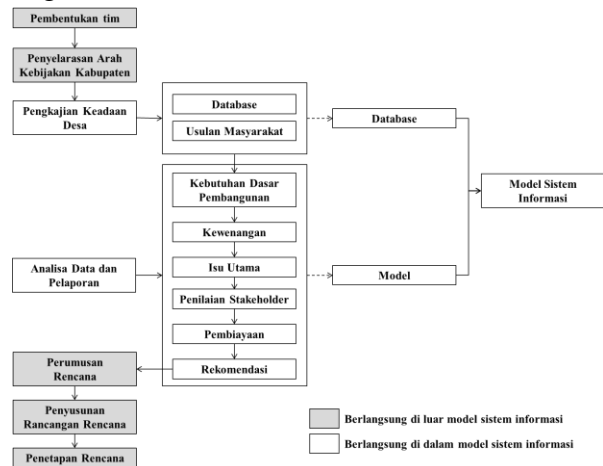 Pembentukan tim
Penyelarasan Arah
Kebijakan Kabupaten
Pengkajian Keadaan
Desa
Database
Usulan Masyarakat
Database
Kebutuhan Dasar
Pembangunan
Kewenangan
Isu Utama
Penilaian Stakeholder
Pembiayaan
Rekomendasi
Model Sistem
Informasi
Analisa Data dan
Pelaporan
Model
Perumusan
Rencana
Penyusunan
Rancangan Rencana
Penetapan Rencana
Berlangsung di luar model sistem informasi
Berlangsung di dalam model sistem informasi